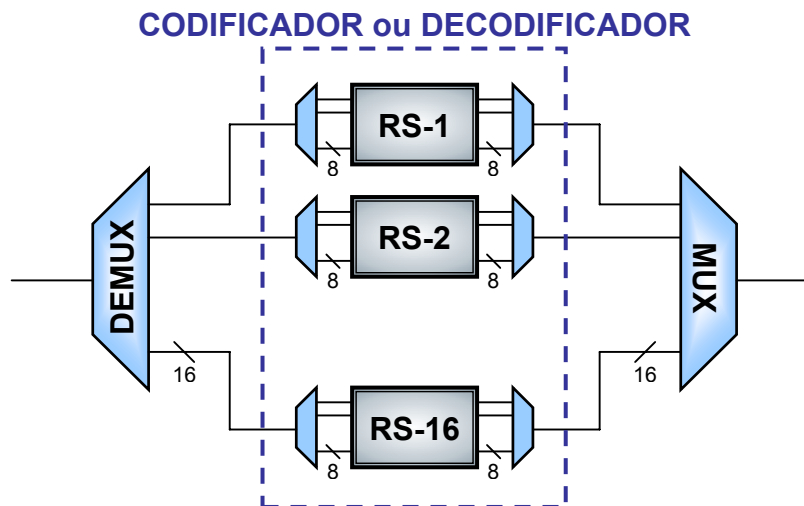 CODIFICADOR ou DECODIFICADOR
RS-1
8
8
RS-2
8
8
DEMUX
MUX
16
16
RS-16
8
8